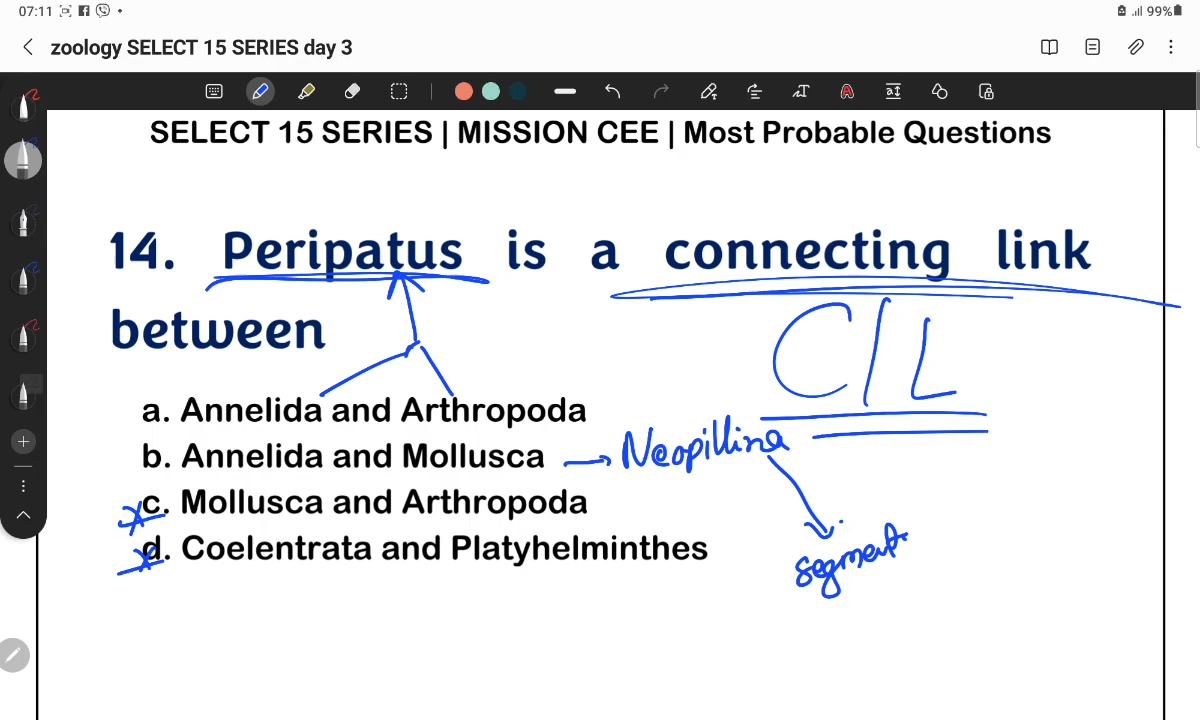 07:11
99%
zoology SELECT 15 SERIES day 3
SELECT 15 SERIES | MISSION CEE | Most Probable Questions
14. Peripatus is a connecting link
between
C/L
a. Annelida and Arthropoda
b. Annelida and Mollusca → Neopillina
c. Mollusca and Arthropoda
d. Coelentrata and Platyhelminthes
segment